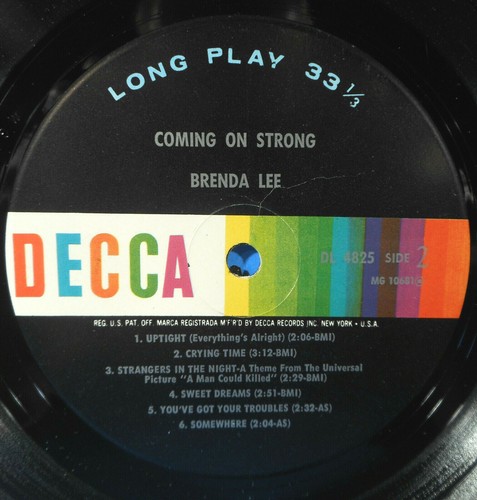 LONG PLAY 33 1/3
COMING ON STRONG
BRENDA LEE
DECCA
DL 4825 SIDE 2
REG. U.S. PAT. OFF. MARCA REGISTRADA M'F'R'D BY DECCA RECORDS INC. NEW YORK • U.S.A.
1. UPTIGHT (Everything's Alright) (2:06-BMI)
2. CRYING TIME (3:12-BMI)
3. STRANGERS IN THE NIGHT-A Theme From The Universal
Picture "A Man Could Killed" (2:29-BMI)
4. SWEET DREAMS (2:51-BMI)
5. YOU'VE GOT YOUR TROUBLES (2:32-AS)
6. SOMEWHERE (2:04-AS)